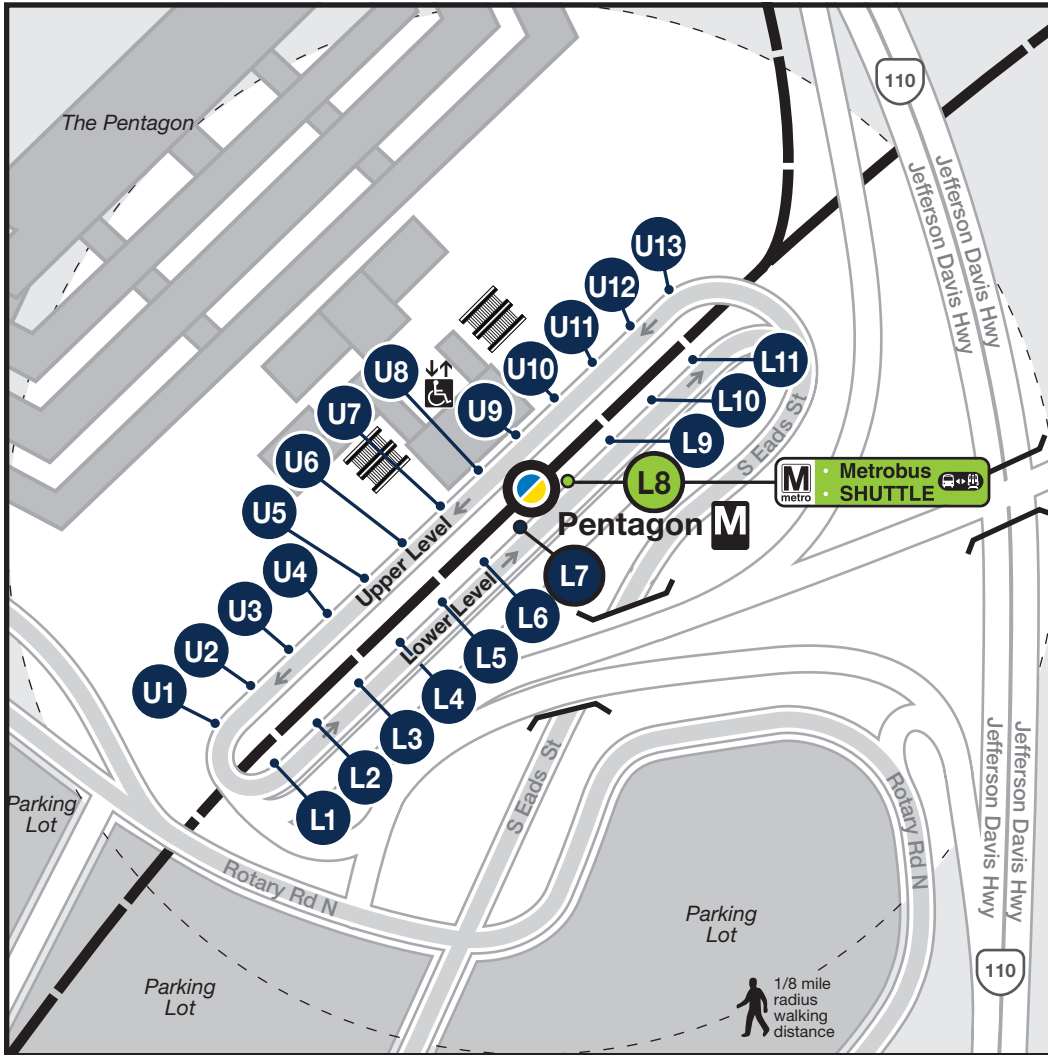 110
Jefferson Davis Hwy
Jefferson Davis Hwy
The Pentagon
U13
U12
U11
U10
U9
U8
U7
U6
U5
U4
U3
U2
U1
L11
L10
L9
L8
L7
L6
L5
L4
L3
L2
L1
S Eads St
M
metro
Metrobus
SHUTTLE
Pentagon M
Upper Level
Lower Level
S Eads St
Jefferson Davis Hwy
Jefferson Davis Hwy
Rotary Rd N
Rotary Rd N
Parking
Lot
Parking
Lot
Parking
Lot
110
1/8 mile
radius
walking
distance